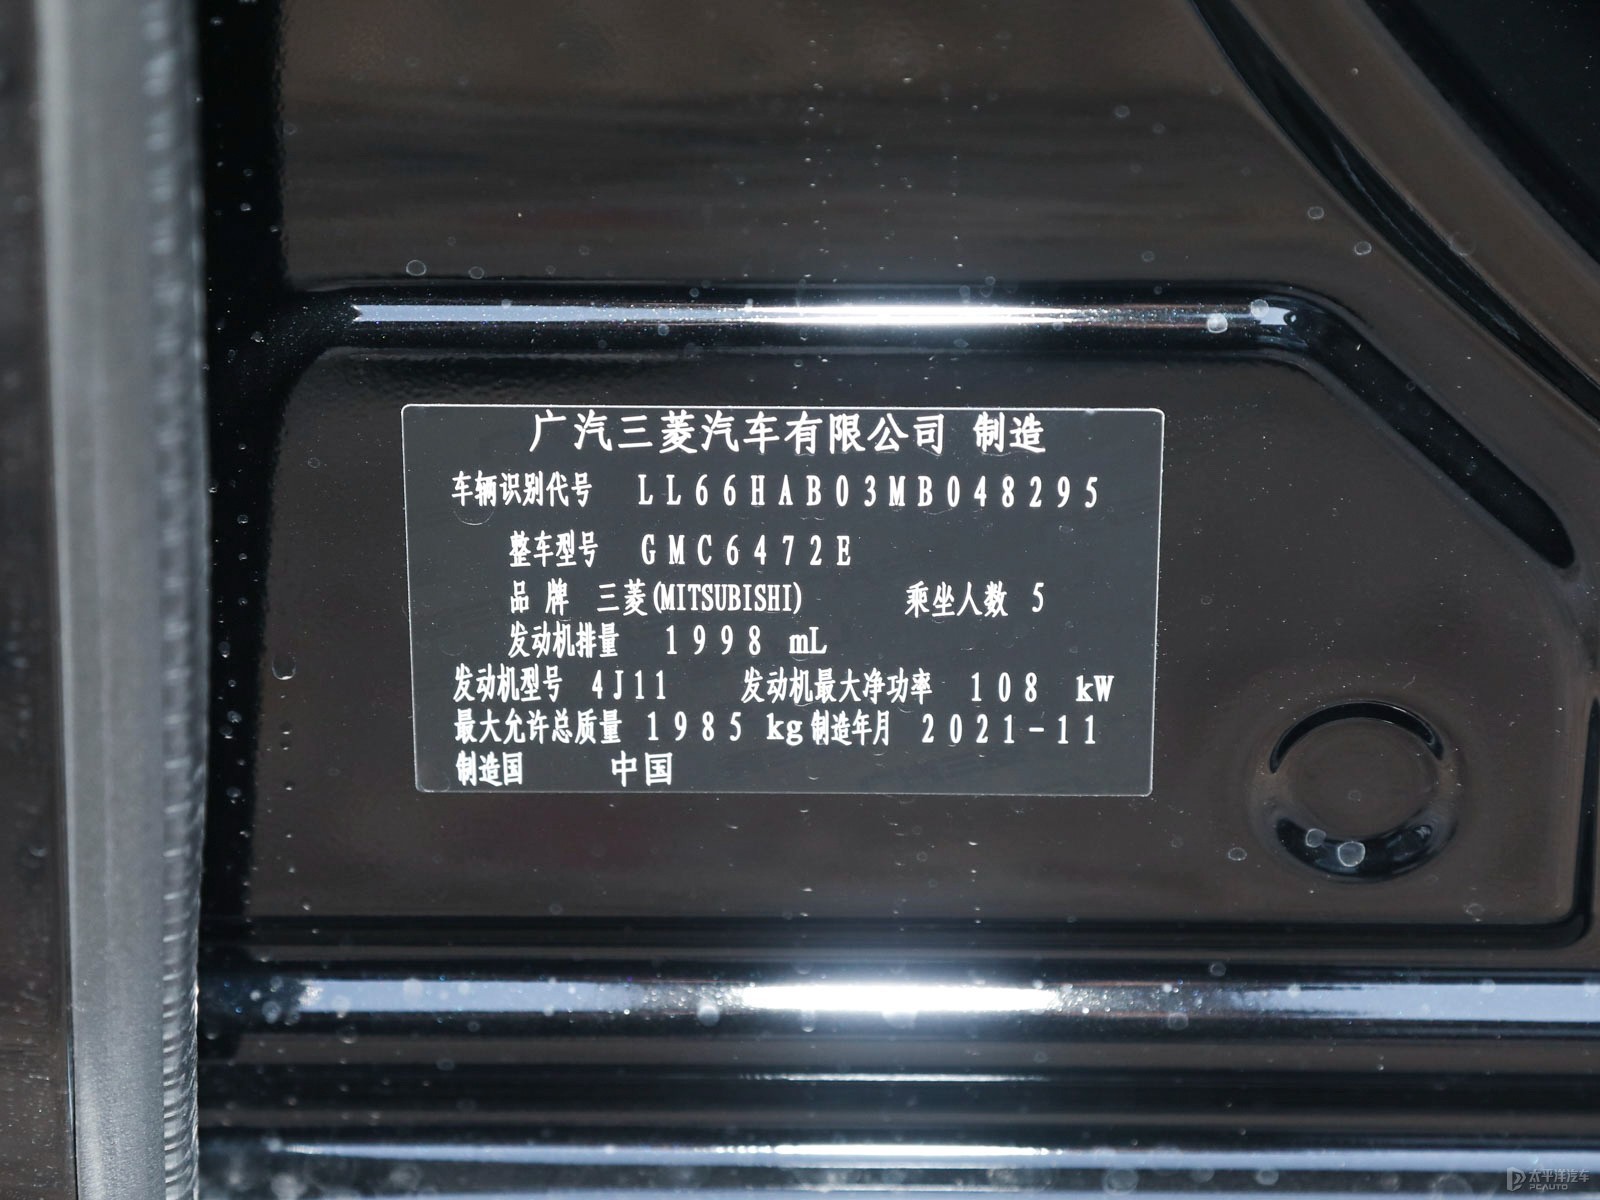 广汽三菱汽车有限公司 制造
车辆识别代号 LL66HAB03MB048295
整车型号 GMC6472E
品牌 三菱(MITSUBISHI) 乘坐人数 5
发动机排量 1998 mL
发动机型号 4J11 发动机最大净功率 108 kW
最大允许总质量 1985 kg 制造年月 2021-11
制造国 中国
太平洋汽车
PCAUTO